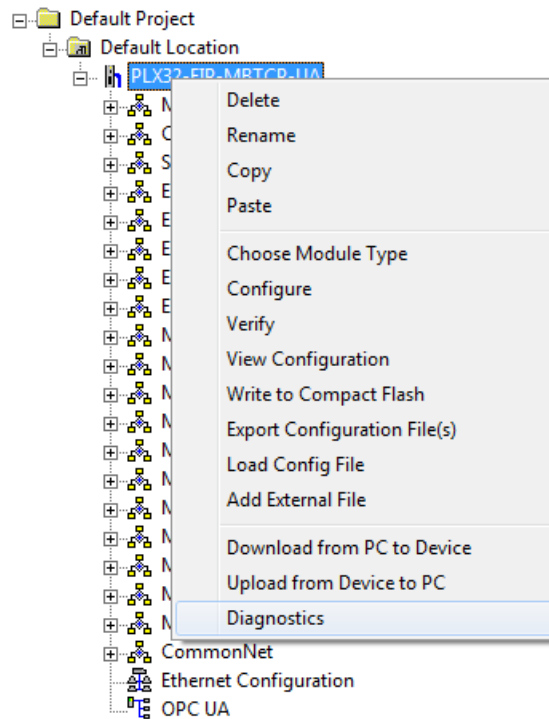 Default Project
Default Location
PLX32-EIP-MBTCP-UA
M
Delete
C
Rename
S
Copy
E
Paste
E
E
Choose Module Type
E
Configure
E
Verify
M
View Configuration
M
Write to Compact Flash
M
Export Configuration File(s)
M
Load Config File
M
Add External File
M
M
Download from PC to Device
M
Upload from Device to PC
M
Diagnostics
M
M
CommonNet
Ethernet Configuration
OPC UA